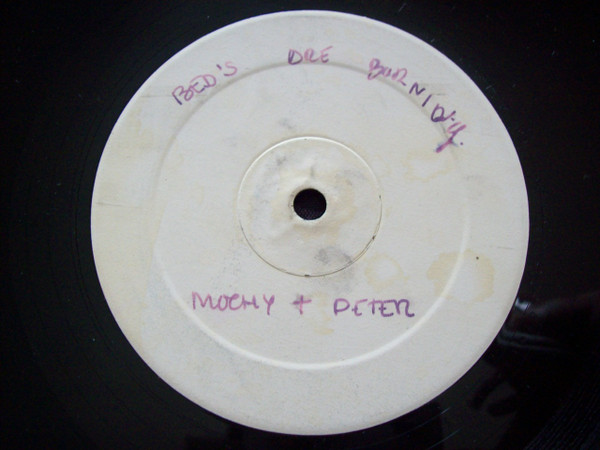 BED'S ARE BURNING
MOCHY + PETER